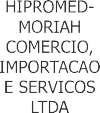 HIPROMED-
MORIAH
COMERCIO,
IMPORTACAO
E SERVICOS
LTDA